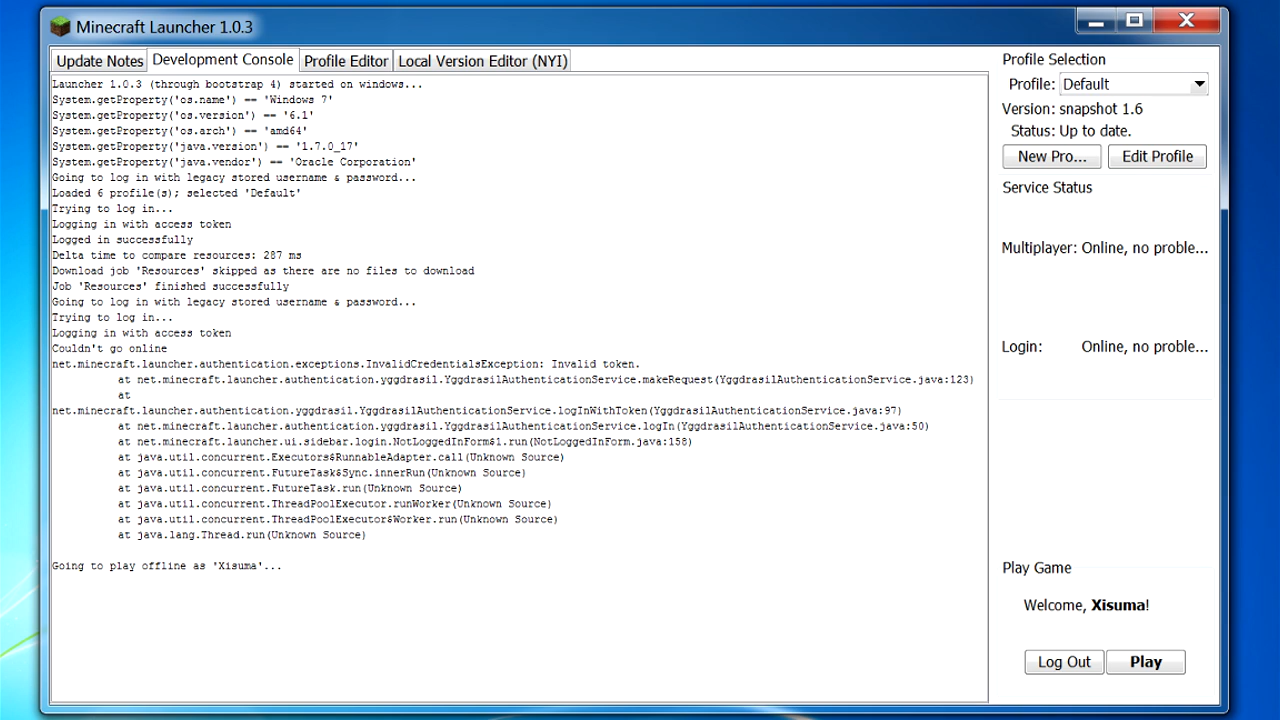 Minecraft Launcher 1.0.3
Update Notes
Development Console
Profile Editor
Local Version Editor (NYI)
Launcher 1.0.3 (through bootstrap 4) started on windows...
System.getProperty('os.name') == 'Windows 7'
System.getProperty('os.version') == '6.1'
System.getProperty('os.arch') == 'amd64'
System.getProperty('java.version') == '1.7.0_17'
System.getProperty('java.vendor') == 'Oracle Corporation'
Going to log in with legacy stored username & password...
Loaded 6 profile(s); selected 'Default'
Trying to log in...
Logging in with access token
Logged in successfully
Delta time to compare resources: 287 ms
Download job 'Resources' skipped as there are no files to download
Job 'Resources' finished successfully
Going to log in with legacy stored username & password...
Trying to log in...
Logging in with access token
Couldn't go online
net.minecraft.launcher.authentication.exceptions.InvalidCredentialsException: Invalid token.
at net.minecraft.launcher.authentication.yggdrasil.YggdrasilAuthenticationService.makeRequest(YggdrasilAuthenticationService.java:123)
at
net.minecraft.launcher.authentication.yggdrasil.YggdrasilAuthenticationService.logInWithToken(YggdrasilAuthenticationService.java:97)
at net.minecraft.launcher.authentication.yggdrasil.YggdrasilAuthenticationService.logIn(YggdrasilAuthenticationService.java:50)
at net.minecraft.launcher.ui.sidebar.login.NotLoggedInForm$1.run(NotLoggedInForm.java:158)
at java.util.concurrent.Executors$RunnableAdapter.call(Unknown Source)
at java.util.concurrent.FutureTask$Sync.innerRun(Unknown Source)
at java.util.concurrent.FutureTask.run(Unknown Source)
at java.util.concurrent.ThreadPoolExecutor.runWorker(Unknown Source)
at java.util.concurrent.ThreadPoolExecutor$Worker.run(Unknown Source)
at java.lang.Thread.run(Unknown Source)
Going to play offline as 'Xisuma'...
Profile Selection
Profile: Default
Version: snapshot 1.6
Status: Up to date.
New Pro...
Edit Profile
Service Status
Multiplayer: Online, no proble...
Login: Online, no proble...
Play Game
Welcome, Xisuma!
Log Out
Play